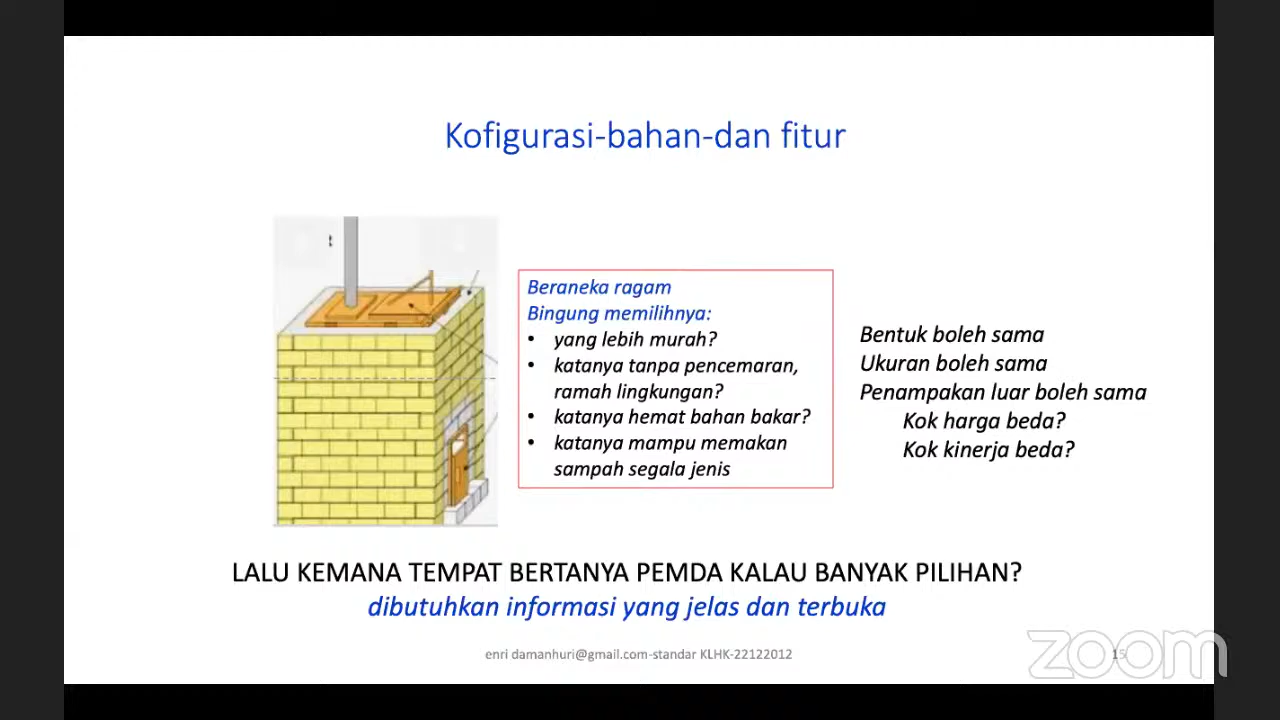 Kofigurasi-bahan-dan fitur
Beraneka ragam
Bingung memilihnya:
• yang lebih murah?
• katanya tanpa pencemaran,
ramah lingkungan?
• katanya hemat bahan bakar?
• katanya mampu memakan
sampah segala jenis
Bentuk boleh sama
Ukuran boleh sama
Penampakan luar boleh sama
Kok harga beda?
Kok kinerja beda?
LALU KEMANA TEMPAT BERTANYA PEMDA KALAU BANYAK PILIHAN?
dibutuhkan informasi yang jelas dan terbuka
enri damanhuri@gmail.com-standar KLHK-22122012
15
zoom